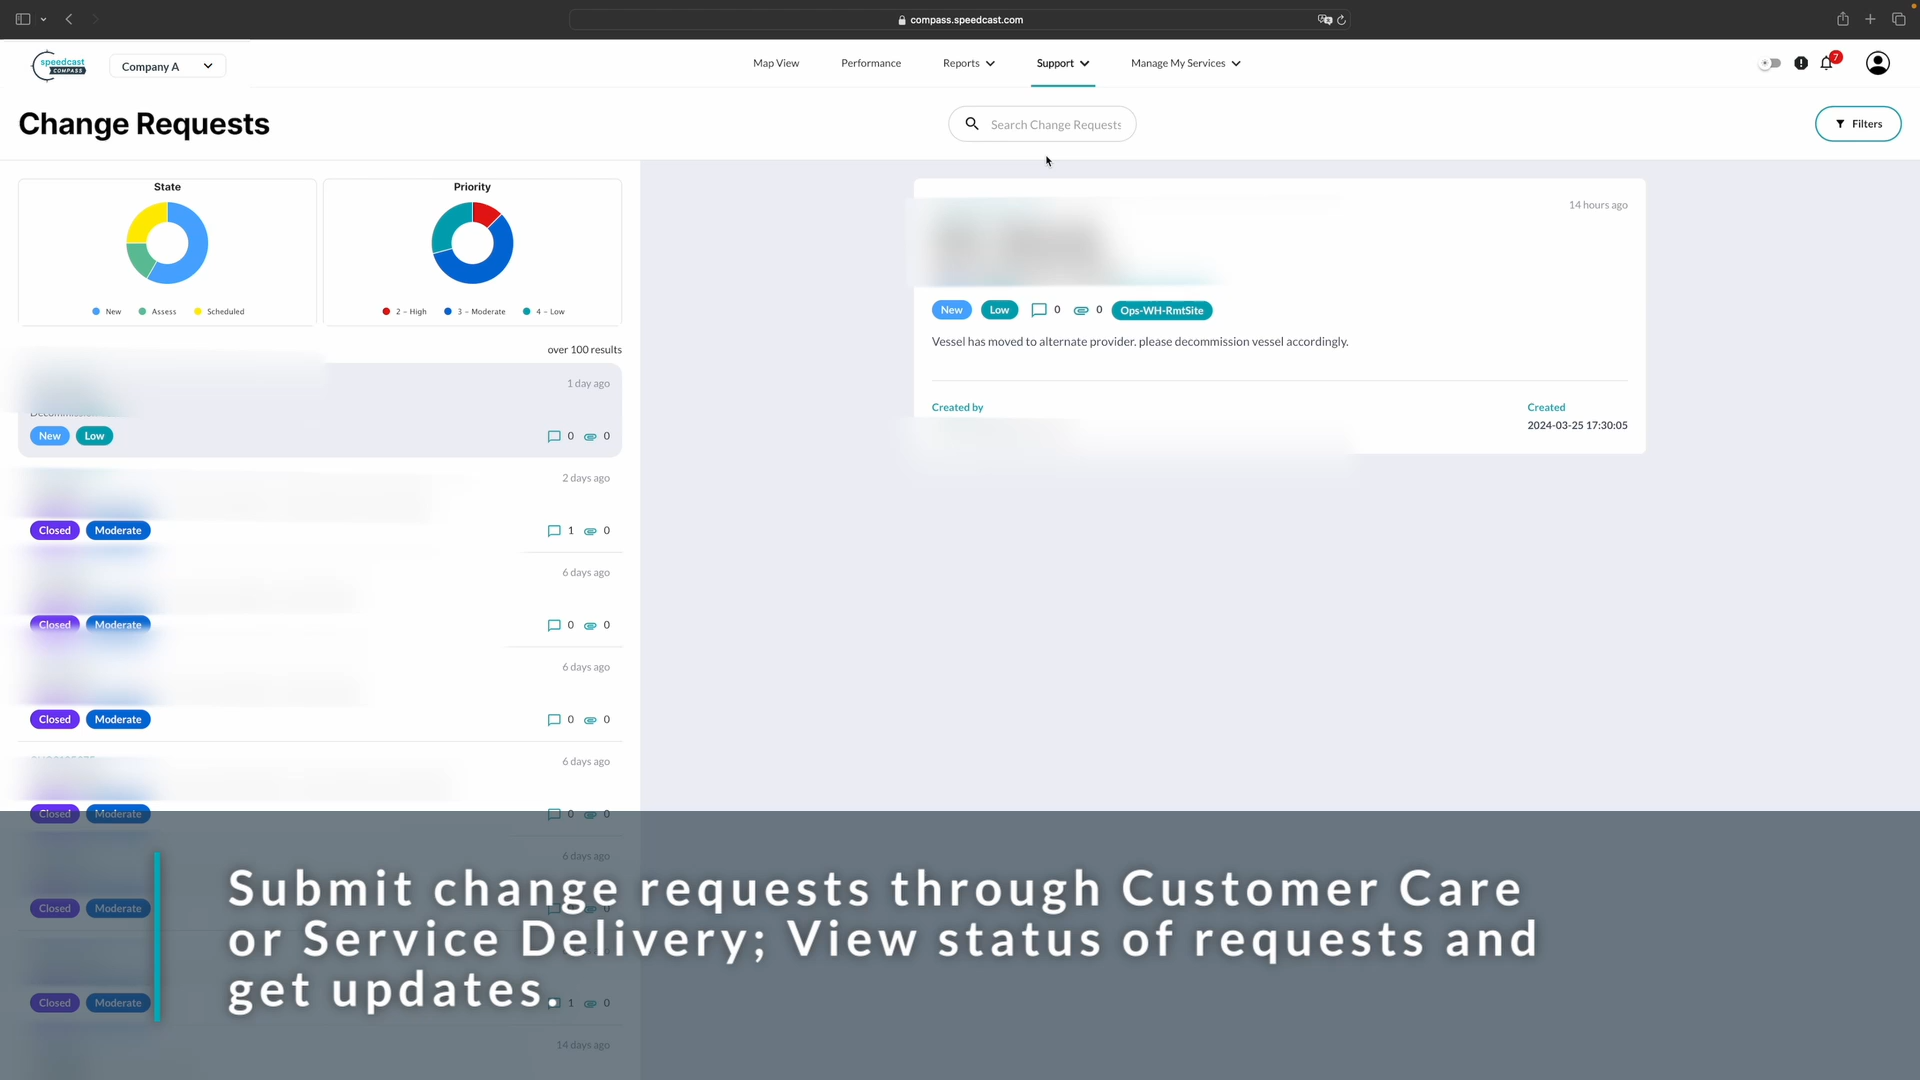 compass.speedcast.com
speedcast
COMPASS
Company A
Map View
Performance
Reports
Support
Manage My Services
7
Change Requests
Search Change Requests
Filters
State
New
Assess
Scheduled
Priority
2 – High
3 – Moderate
4 – Low
over 100 results
1 day ago
New Low 0 0
2 days ago
Closed Moderate 1 0
6 days ago
Closed Moderate 0 0
6 days ago
Closed Moderate 0 0
6 days ago
Closed Moderate 0 0
6 days ago
Closed Moderate 0
Closed Moderate 1 0
14 days ago
14 hours ago
New Low 0 0 Ops-WH-RmtSite
Vessel has moved to alternate provider. please decommission vessel accordingly.
Created by
Created
2024-03-25 17:30:05
Submit change requests through Customer Care
or Service Delivery; View status of requests and
get updates.